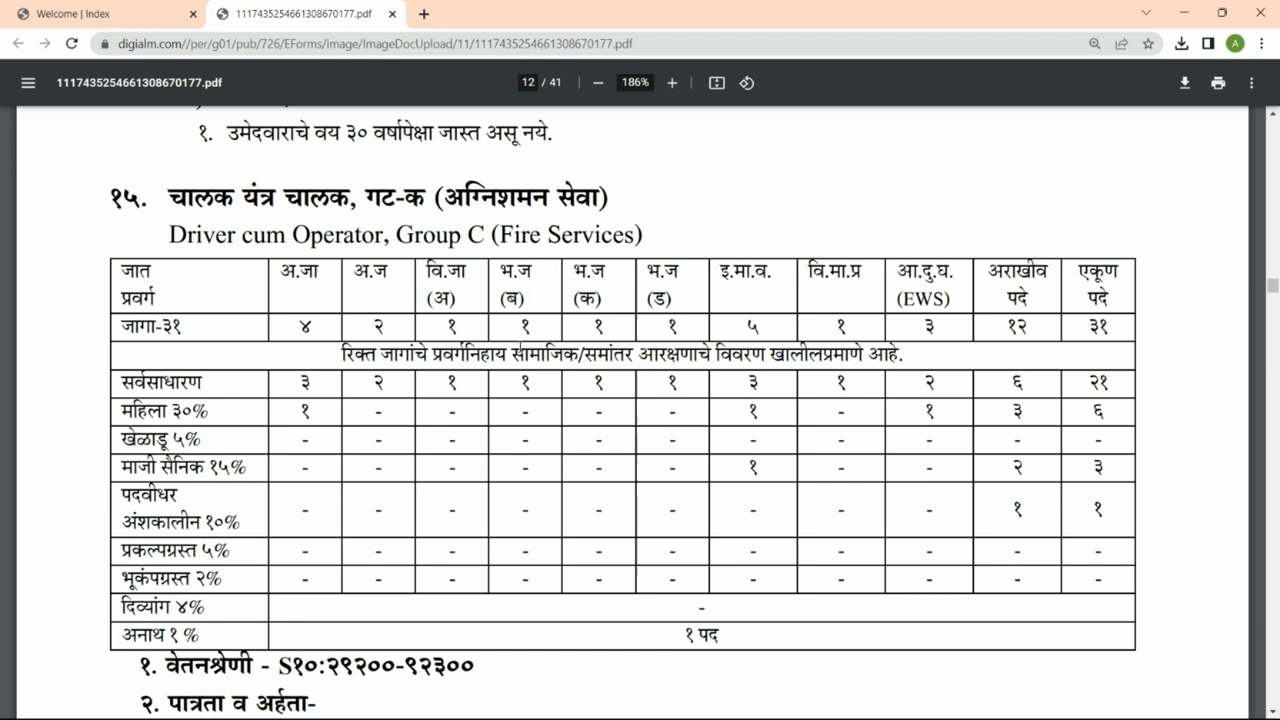 Welcome | Index
1117435254661308670177.pdf
digialm.com//per/g01/pub/726/EForms/image/ImageDocUpload/11/1117435254661308670177.pdf
A
1117435254661308670177.pdf
12 / 41
186%
१. उमेदवाराचे वय ३० वर्षापेक्षा जास्त असू नये.
१५. चालक यंत्र चालक, गट-क (अग्निशमन सेवा)
Driver cum Operator, Group C (Fire Services)
जात प्रवर्ग अ.जा अ.ज वि.जा (अ) भ.ज (ब) भ.ज (क) भ.ज (ड) इ.मा.व. वि.मा.प्र आ.दु.घ. (EWS) अराखीव पदे एकूण पदे
जागा-३१ ४ २ १ १ १ १ ५ १ ३ १२ ३१
रिक्त जागांचे प्रवर्गनिहाय सामाजिक/समांतर आरक्षणाचे विवरण खालीलप्रमाणे आहे.
सर्वसाधारण ३ २ १ १ १ १ ३ १ २ ६ २१
महिला ३०% १ - - - - - १ - १ ३ ६
खेळाडू ५% - - - - - - - - - - -
माजी सैनिक १५% - - - - - - १ - - २ ३
पदवीधर अंशकालीन १०% - - - - - - - - - १ १
प्रकल्पग्रस्त ५% - - - - - - - - - - -
भूकंपग्रस्त २% - - - - - - - - - - -
दिव्यांग ४% -
अनाथ १ % १ पद
१. वेतनश्रेणी - S१०:२९२००-९२३००
२. पात्रता व अर्हता-